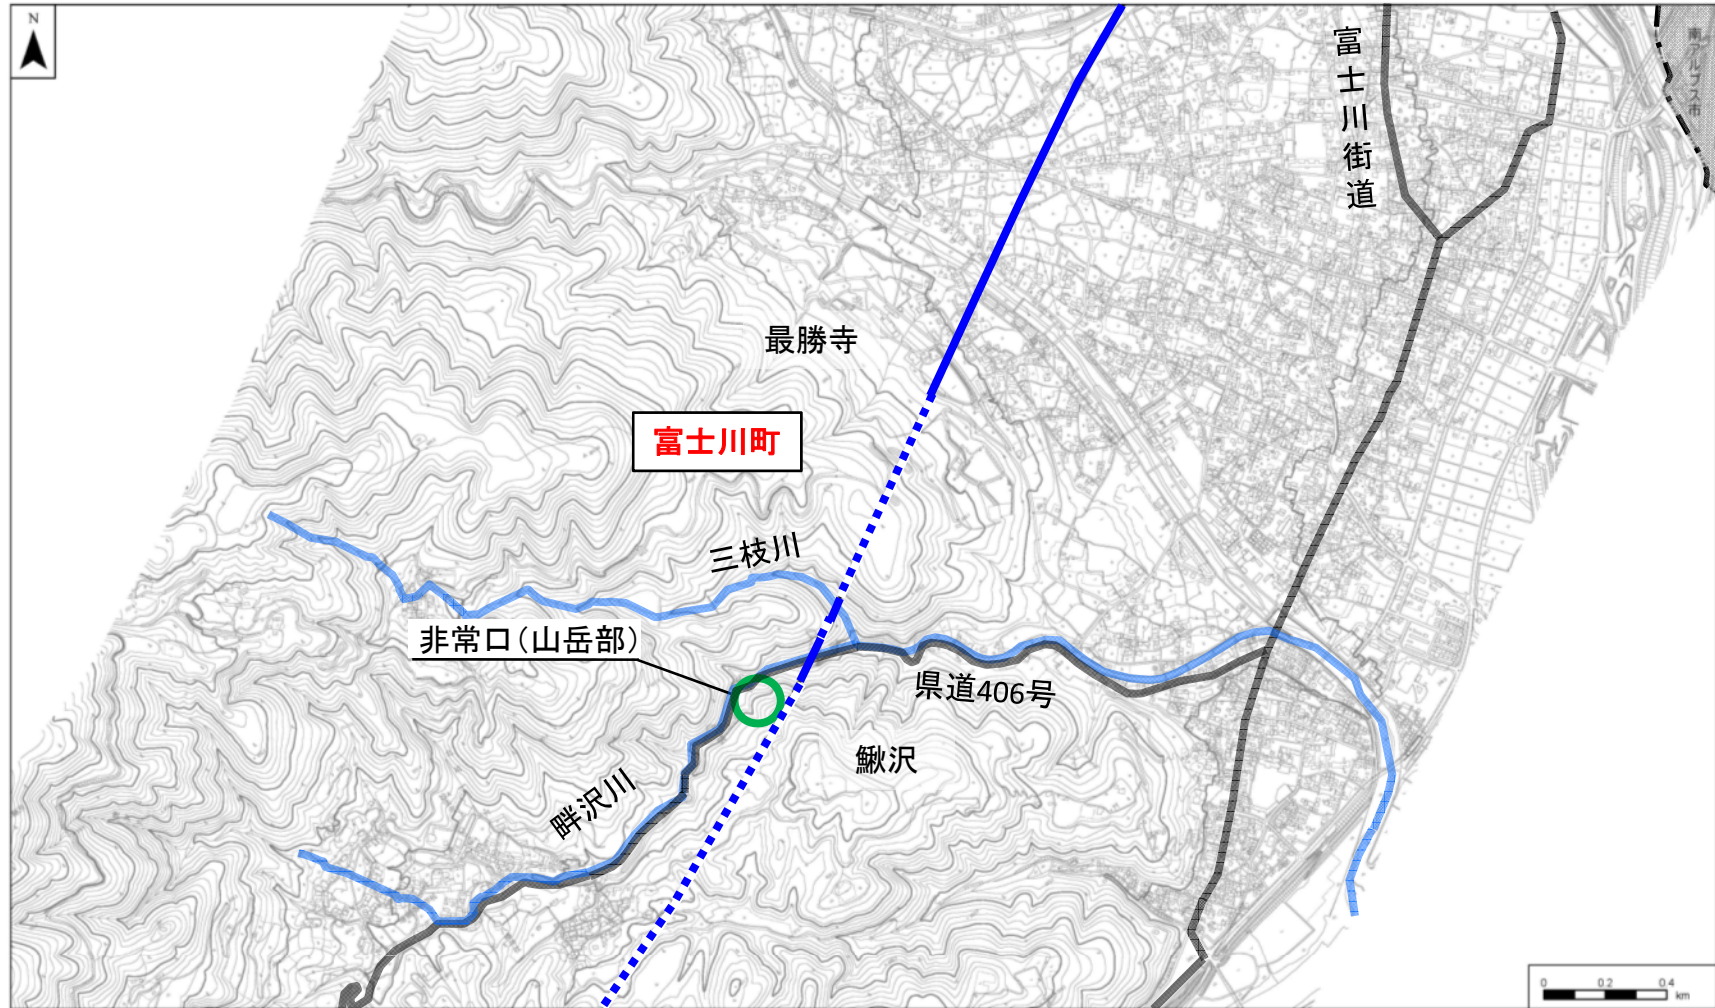 N
富士川街道
南アルプス市
最勝寺
富士川町
三枝川
非常口（山岳部）
県道406号
鰍沢
畔沢川
0 0.2 0.4
km